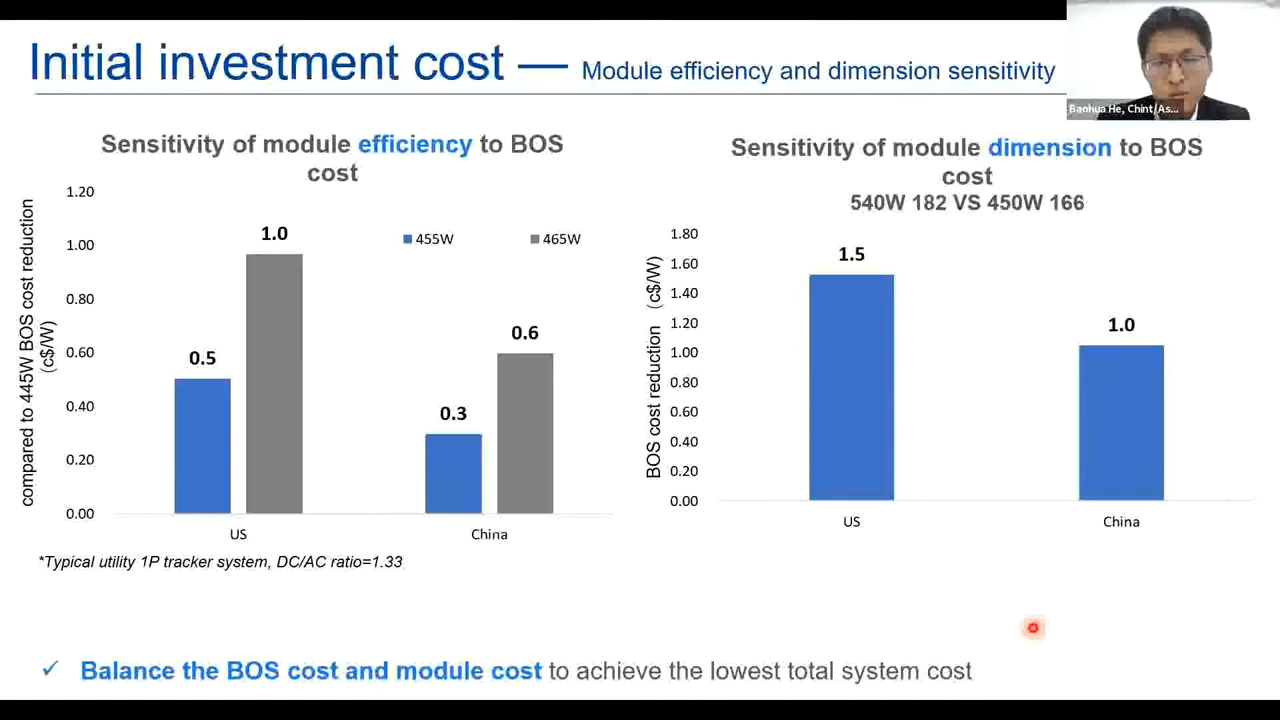 Initial investment cost — Module efficiency and dimension sensitivity
Baohua He, Chint/As...
Sensitivity of module efficiency to BOS
cost
compared to 445W BOS cost reduction
(c$/W)
1.20
1.00
0.80
0.60
0.40
0.20
0.00
455W
465W
0.5
1.0
0.3
0.6
US
China
*Typical utility 1P tracker system, DC/AC ratio=1.33
Sensitivity of module dimension to BOS
cost
540W 182 VS 450W 166
BOS cost reduction (c$/W)
1.80
1.60
1.40
1.20
1.00
0.80
0.60
0.40
0.20
0.00
1.5
1.0
US
China
✓ Balance the BOS cost and module cost to achieve the lowest total system cost